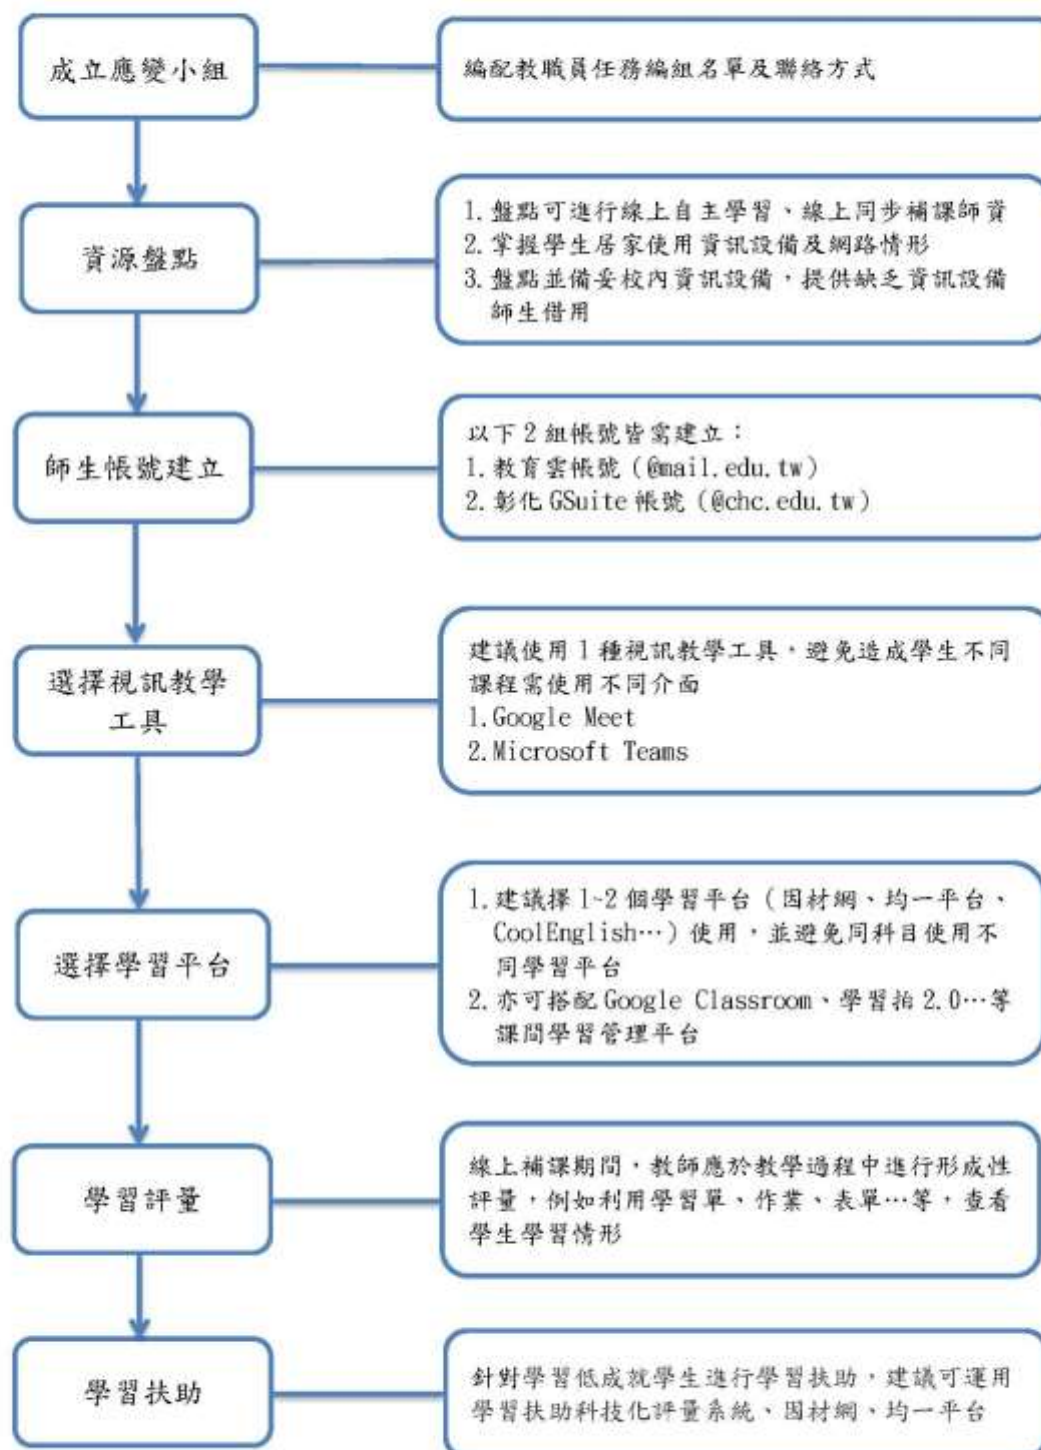 成立應變小組
編配教職員任務編組名單及聯絡方式
資源盤點
1. 盤點可進行線上自主學習、線上同步補課師資
2. 掌握學生居家使用資訊設備及網路情形
3. 盤點並備妥校內資訊設備，提供缺乏資訊設備
師生借用
師生帳號建立
以下 2 組帳號皆需建立：
1. 教育雲帳號（@mail.edu.tw）
2. 彰化 GSuite 帳號（@chc.edu.tw）
選擇視訊教學
工具
建議使用 1 種視訊教學工具，避免造成學生不同
課程需使用不同介面
1.Google Meet
2.Microsoft Teams
選擇學習平台
1. 建議擇 1~2 個學習平台（因材網、均一平台、
CoolEnglish…）使用，並避免同科目使用不
同學習平台
2. 亦可搭配 Google Classroom、學習拍 2.0…等
課間學習管理平台
學習評量
線上補課期間，教師應於教學過程中進行形成性
評量，例如利用學習單、作業、表單…等，查看
學生學習情形
學習扶助
針對學習低成就學生進行學習扶助，建議可運用
學習扶助科技化評量系統、因材網、均一平台